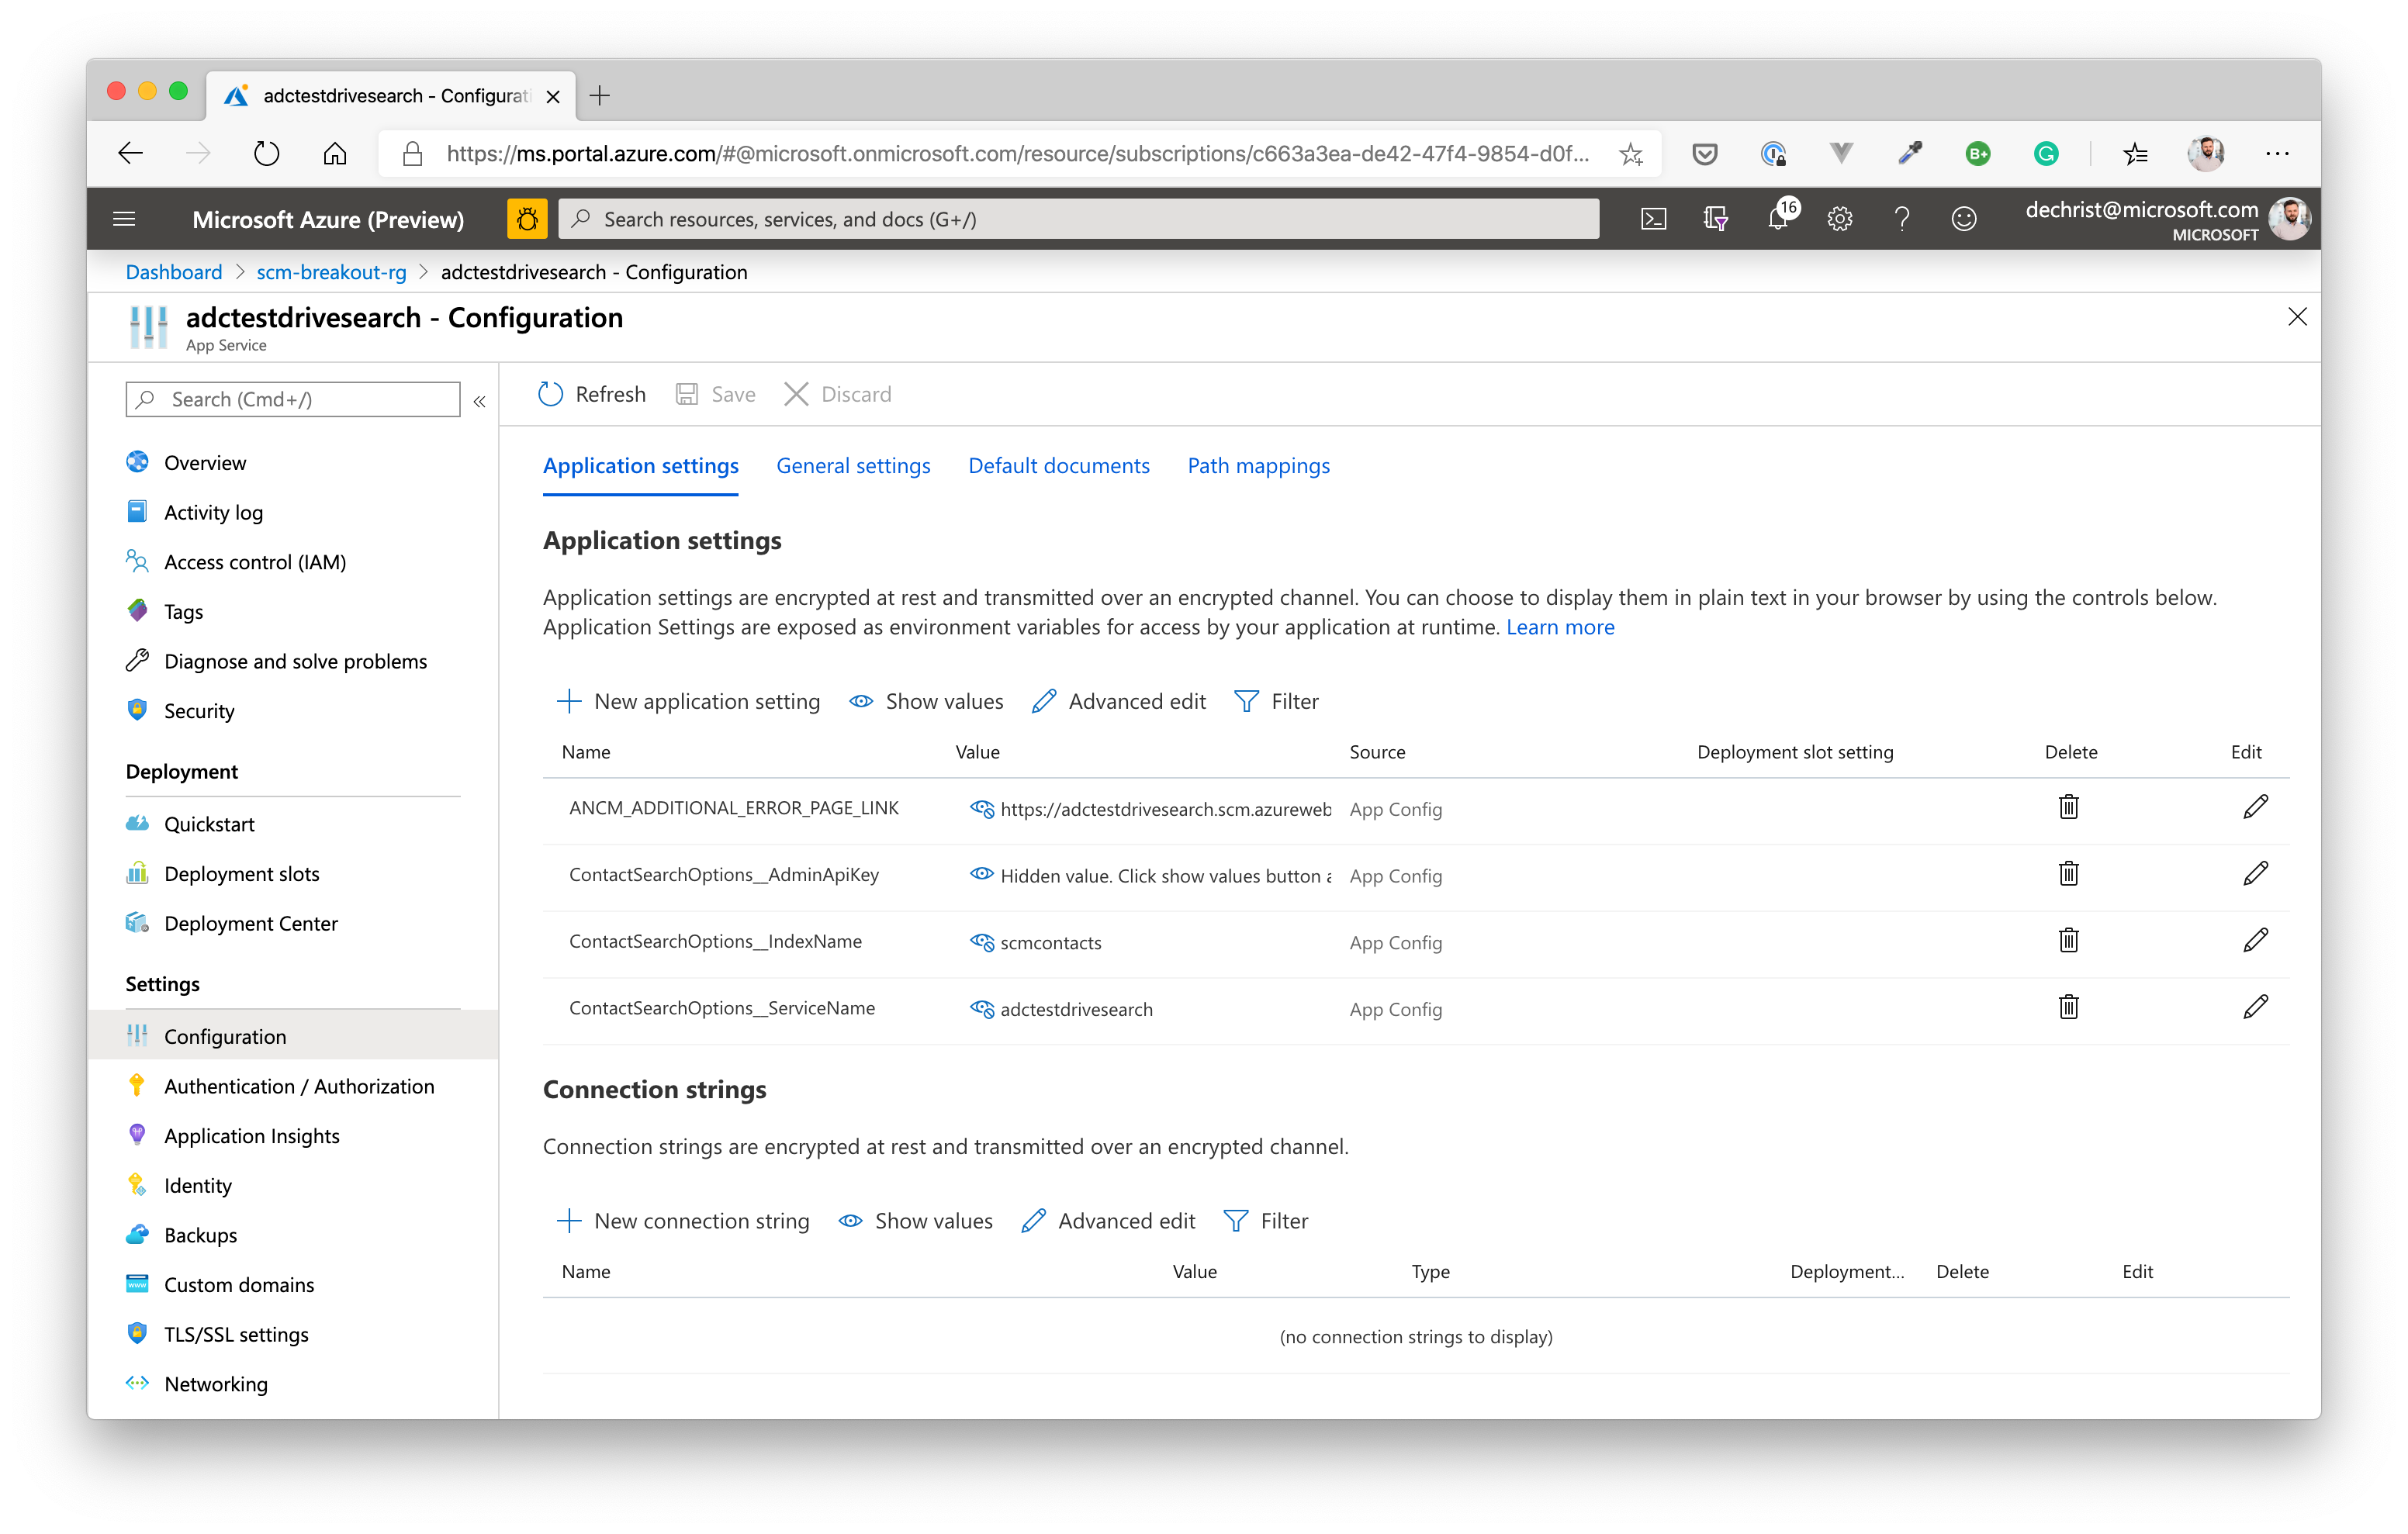 adctestdrivesearch - Configurati
https://ms.portal.azure.com/#@microsoft.onmicrosoft.com/resource/subscriptions/c663a3ea-de42-47f4-9854-d0f...
B+
Microsoft Azure (Preview)
Search resources, services, and docs (G+/)
16
dechrist@microsoft.com
MICROSOFT
Dashboard > scm-breakout-rg > adctestdrivesearch - Configuration
adctestdrivesearch - Configuration
App Service
Search (Cmd+/)
«
Overview
Activity log
Access control (IAM)
Tags
Diagnose and solve problems
Security
Deployment
Quickstart
Deployment slots
Deployment Center
Settings
Configuration
Authentication / Authorization
Application Insights
Identity
Backups
Custom domains
TLS/SSL settings
Networking
Refresh Save Discard
Application settings General settings Default documents Path mappings
Application settings
Application settings are encrypted at rest and transmitted over an encrypted channel. You can choose to display them in plain text in your browser by using the controls below.
Application Settings are exposed as environment variables for access by your application at runtime. Learn more
New application setting Show values Advanced edit Filter
Name Value Source Deployment slot setting Delete Edit
ANCM_ADDITIONAL_ERROR_PAGE_LINK https://adctestdrivesearch.scm.azureweb App Config
ContactSearchOptions__AdminApiKey Hidden value. Click show values button a App Config
ContactSearchOptions__IndexName scmcontacts App Config
ContactSearchOptions__ServiceName adctestdrivesearch App Config
Connection strings
Connection strings are encrypted at rest and transmitted over an encrypted channel.
New connection string Show values Advanced edit Filter
Name Value Type Deployment... Delete Edit
(no connection strings to display)